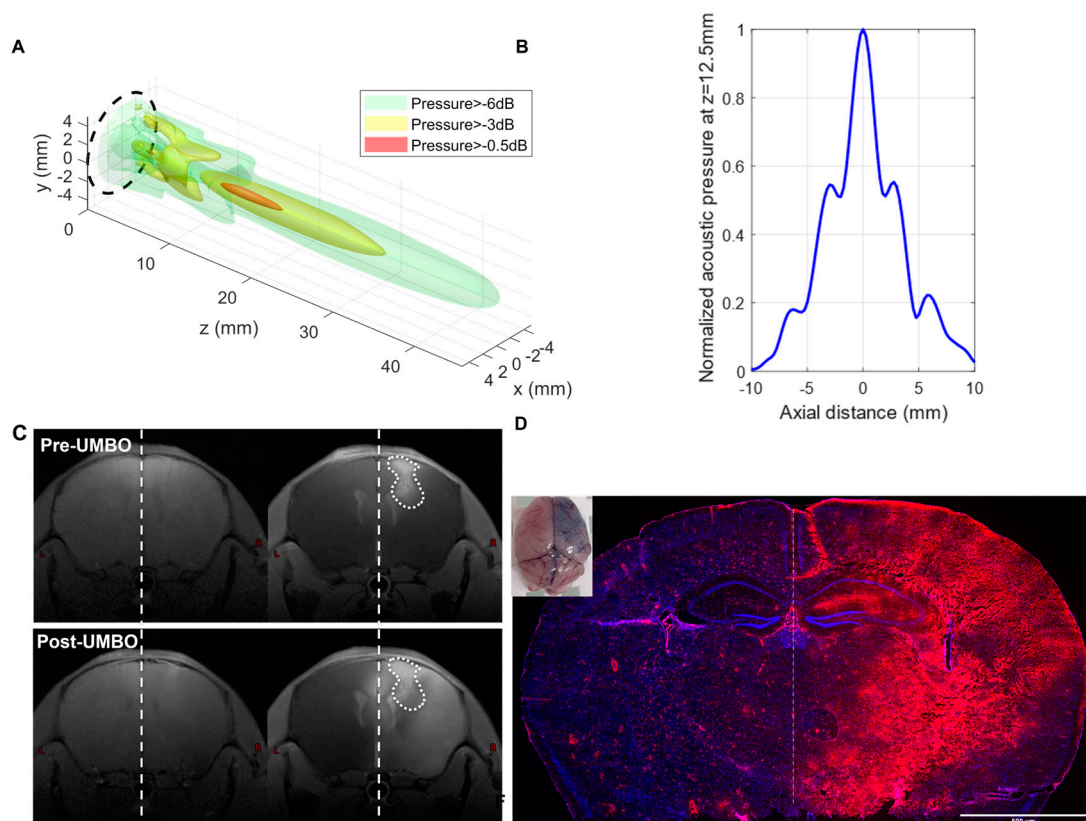 A
Pressure>-6dB
Pressure>-3dB
Pressure>-0.5dB
4
2
0
-2
-4
y (mm)
0
10
20
30
40
z (mm)
-4
-2
0
2
4
x (mm)
B
Normalized acoustic pressure at z=12.5mm
1
0.8
0.6
0.4
0.2
0
-10
-5
0
5
10
Axial distance (mm)
C
Pre-UMBO
L
R
L
R
Post-UMBO
L
R
L
R
F
D